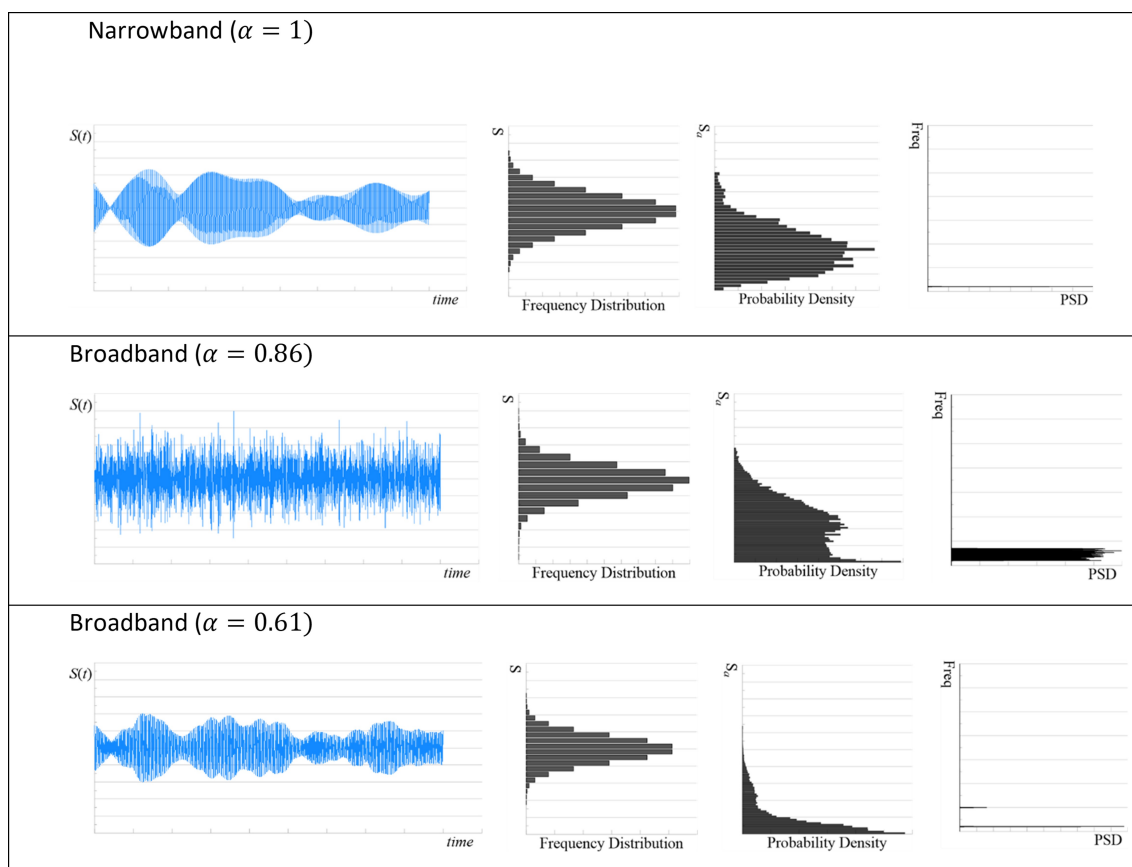 Narrowband (α = 1)
S(t)
time
S
Frequency Distribution
Sa
Probability Density
Freq
PSD
Broadband (α = 0.86)
S(t)
time
S
Frequency Distribution
Sa
Probability Density
Freq
PSD
Broadband (α = 0.61)
S(t)
time
S
Frequency Distribution
Sa
Probability Density
Freq
PSD